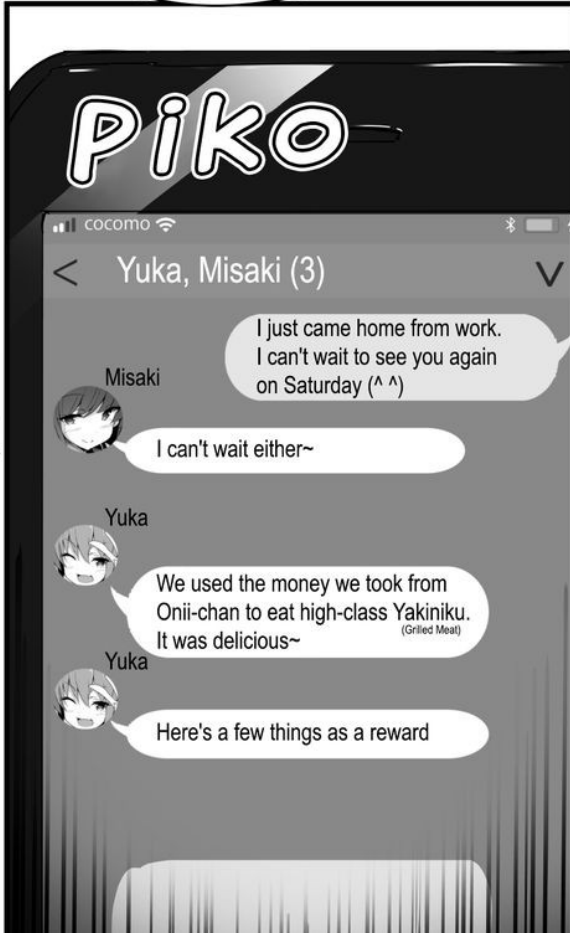 Piko
cocomo
Yuka, Misaki (3)
I just came home from work.
I can't wait to see you again
on Saturday (^ ^)
Misaki
I can't wait either~
Yuka
We used the money we took from
Onii-chan to eat high-class Yakiniku.
(Grilled Meat)
It was delicious~
Yuka
Here's a few things as a reward